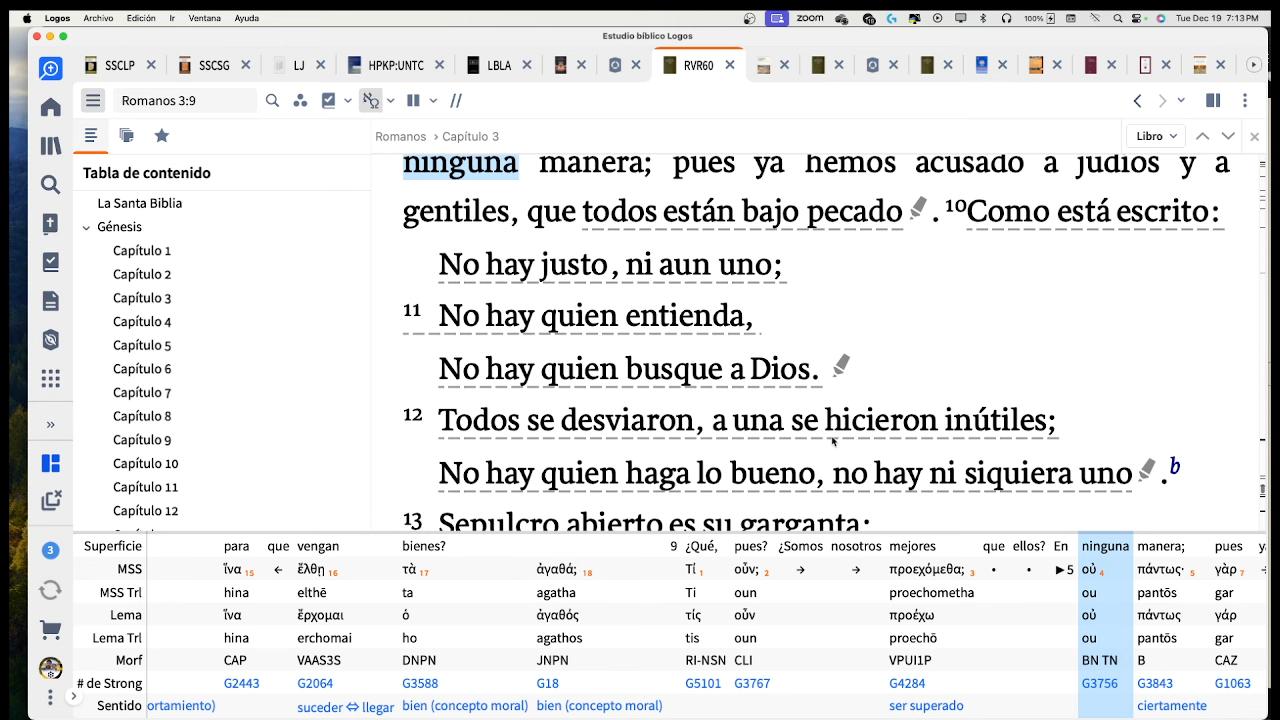 Logos Archivo Edición Ir Ventana Ayuda zoom 100% Tue Dec 19 7:13 PM
Estudio bíblico Logos
SSCLP SSCSG LJ HPKP:UNTC LBLA RVR60
Romanos 3:9
Romanos > Capítulo 3 Libro
Tabla de contenido
La Santa Biblia
Génesis
Capítulo 1
Capítulo 2
Capítulo 3
Capítulo 4
Capítulo 5
Capítulo 6
Capítulo 7
Capítulo 8
Capítulo 9
Capítulo 10
Capítulo 11
Capítulo 12
3
ninguna manera; pues ya hemos acusado a judíos y a
gentiles, que todos están bajo pecado. 10Como está escrito:
No hay justo, ni aun uno;
11 No hay quien entienda,
No hay quien busque a Dios.
12 Todos se desviaron, a una se hicieron inútiles;
No hay quien haga lo bueno, no hay ni siquiera uno.b
13 Sepulcro abierto es su garganta;
Superficie para que vengan bienes? 9 ¿Qué, pues? ¿Somos nosotros mejores que ellos? En ninguna manera; pues
MSS ἵνα 15 ← ἔλθῃ 16 τὰ 17 ἀγαθά; 18 Τί 1 οὖν; 2 → → προεχόμεθα; 3 • • ▶5 οὐ 4 πάντως· 5 γὰρ 7
MSS Trl hina elthē ta agatha Ti oun proechometha ou pantōs gar
Lema ἵνα ἔρχομαι ὁ ἀγαθός τίς οὖν προέχω οὐ πάντως γάρ
Lema Trl hina erchomai ho agathos tis oun proechō ou pantōs gar
Morf CAP VAAS3S DNPN JNPN RI-NSN CLI VPUI1P BN TN B CAZ
# de Strong G2443 G2064 G3588 G18 G5101 G3767 G4284 G3756 G3843 G1063
Sentido ortamiento) suceder ⇔ llegar bien (concepto moral) bien (concepto moral) ser superado ciertamente